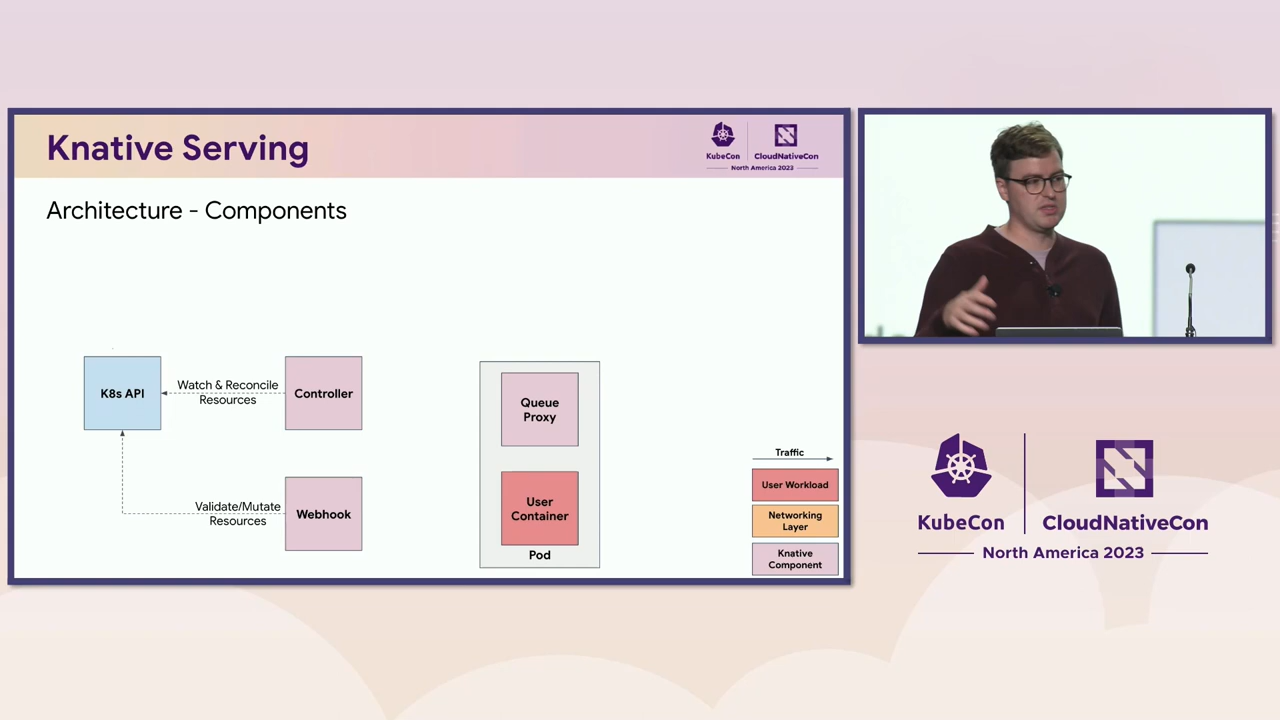 Knative Serving
KubeCon
CloudNativeCon
North America 2023
Architecture - Components
K8s API
Watch & Reconcile
Resources
Controller
Validate/Mutate
Resources
Webhook
Queue
Proxy
User
Container
Pod
Traffic
User Workload
Networking
Layer
Knative
Component
KubeCon
CloudNativeCon
North America 2023